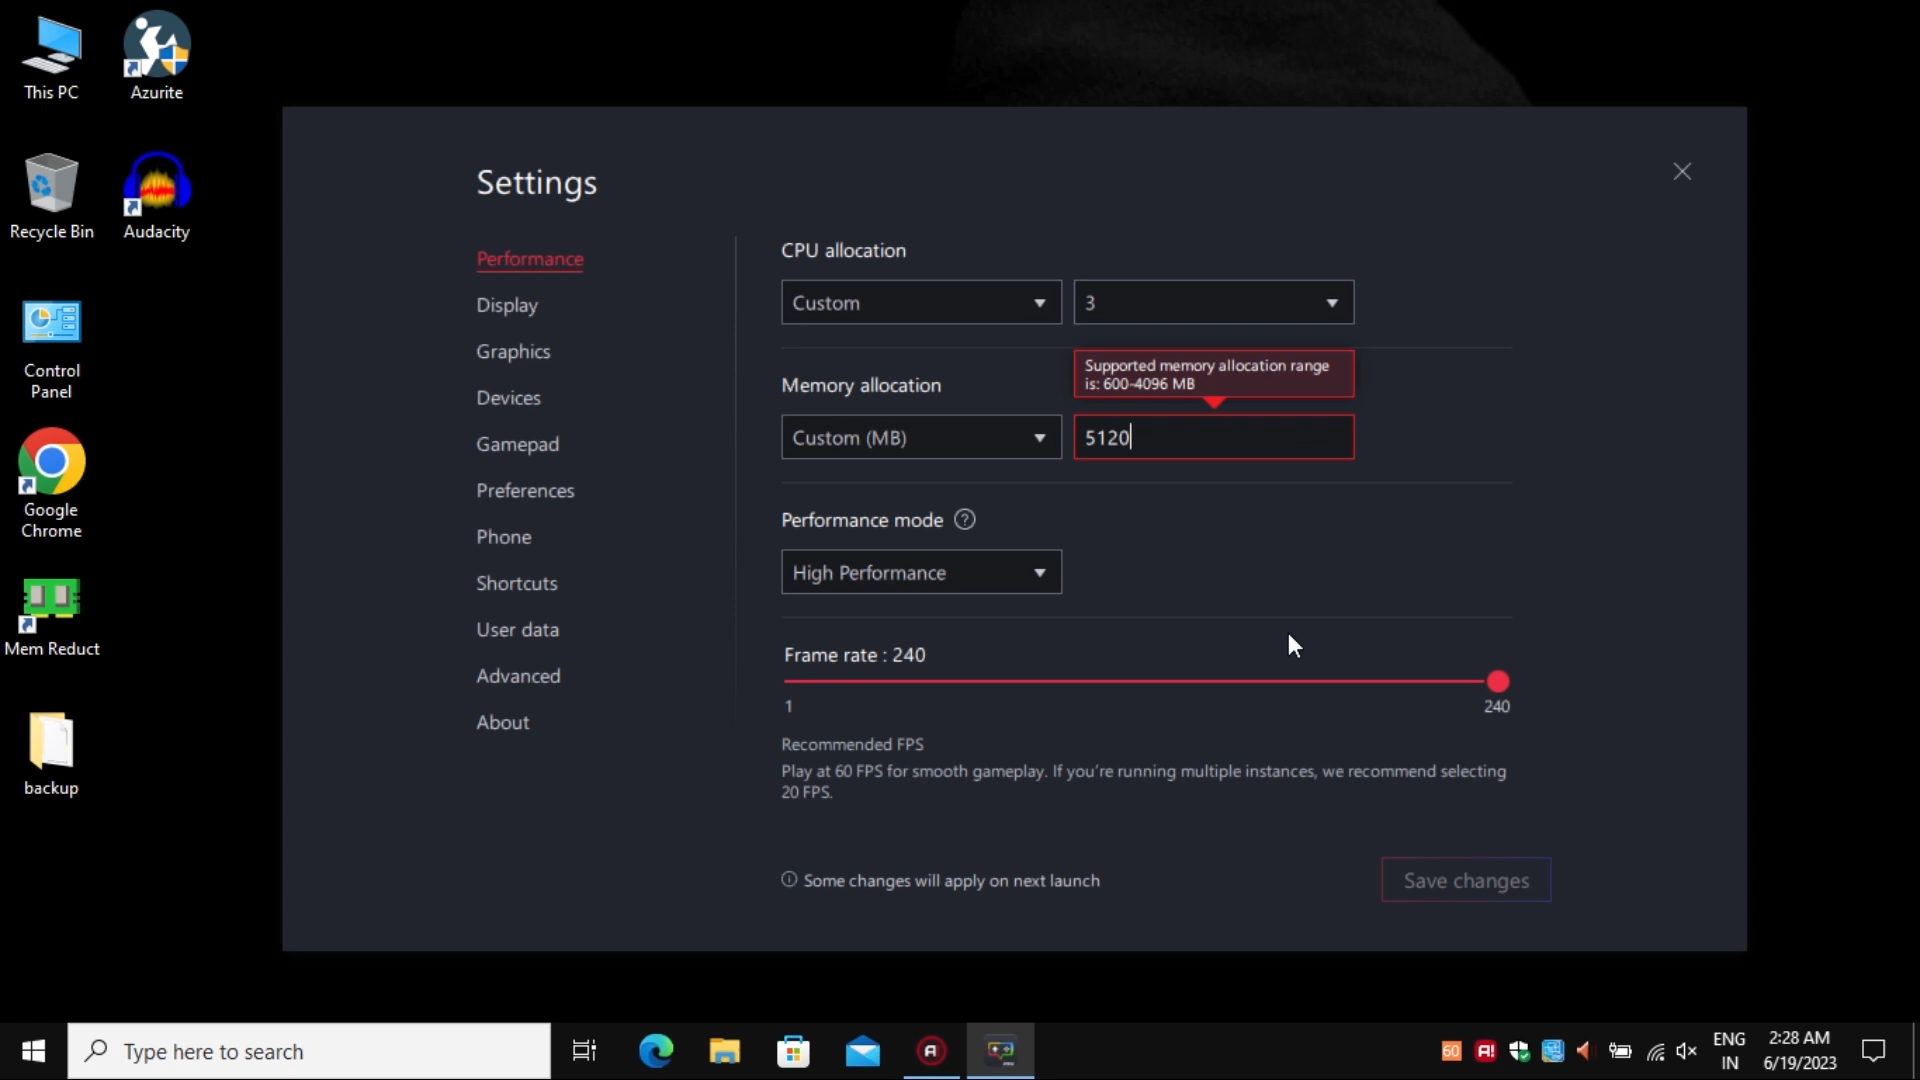 This PC
Azurite
Recycle Bin
Audacity
Control
Panel
Google
Chrome
Mem Reduct
backup
Settings
Performance
Display
Graphics
Devices
Gamepad
Preferences
Phone
Shortcuts
User data
Advanced
About
CPU allocation
Custom
3
Supported memory allocation range
is: 600-4096 MB
Memory allocation
Custom (MB)
5120
Performance mode
High Performance
Frame rate : 240
1
240
Recommended FPS
Play at 60 FPS for smooth gameplay. If you're running multiple instances, we recommend selecting
20 FPS.
Some changes will apply on next launch
Save changes
Type here to search
60
ENG
IN
2:28 AM
6/19/2023